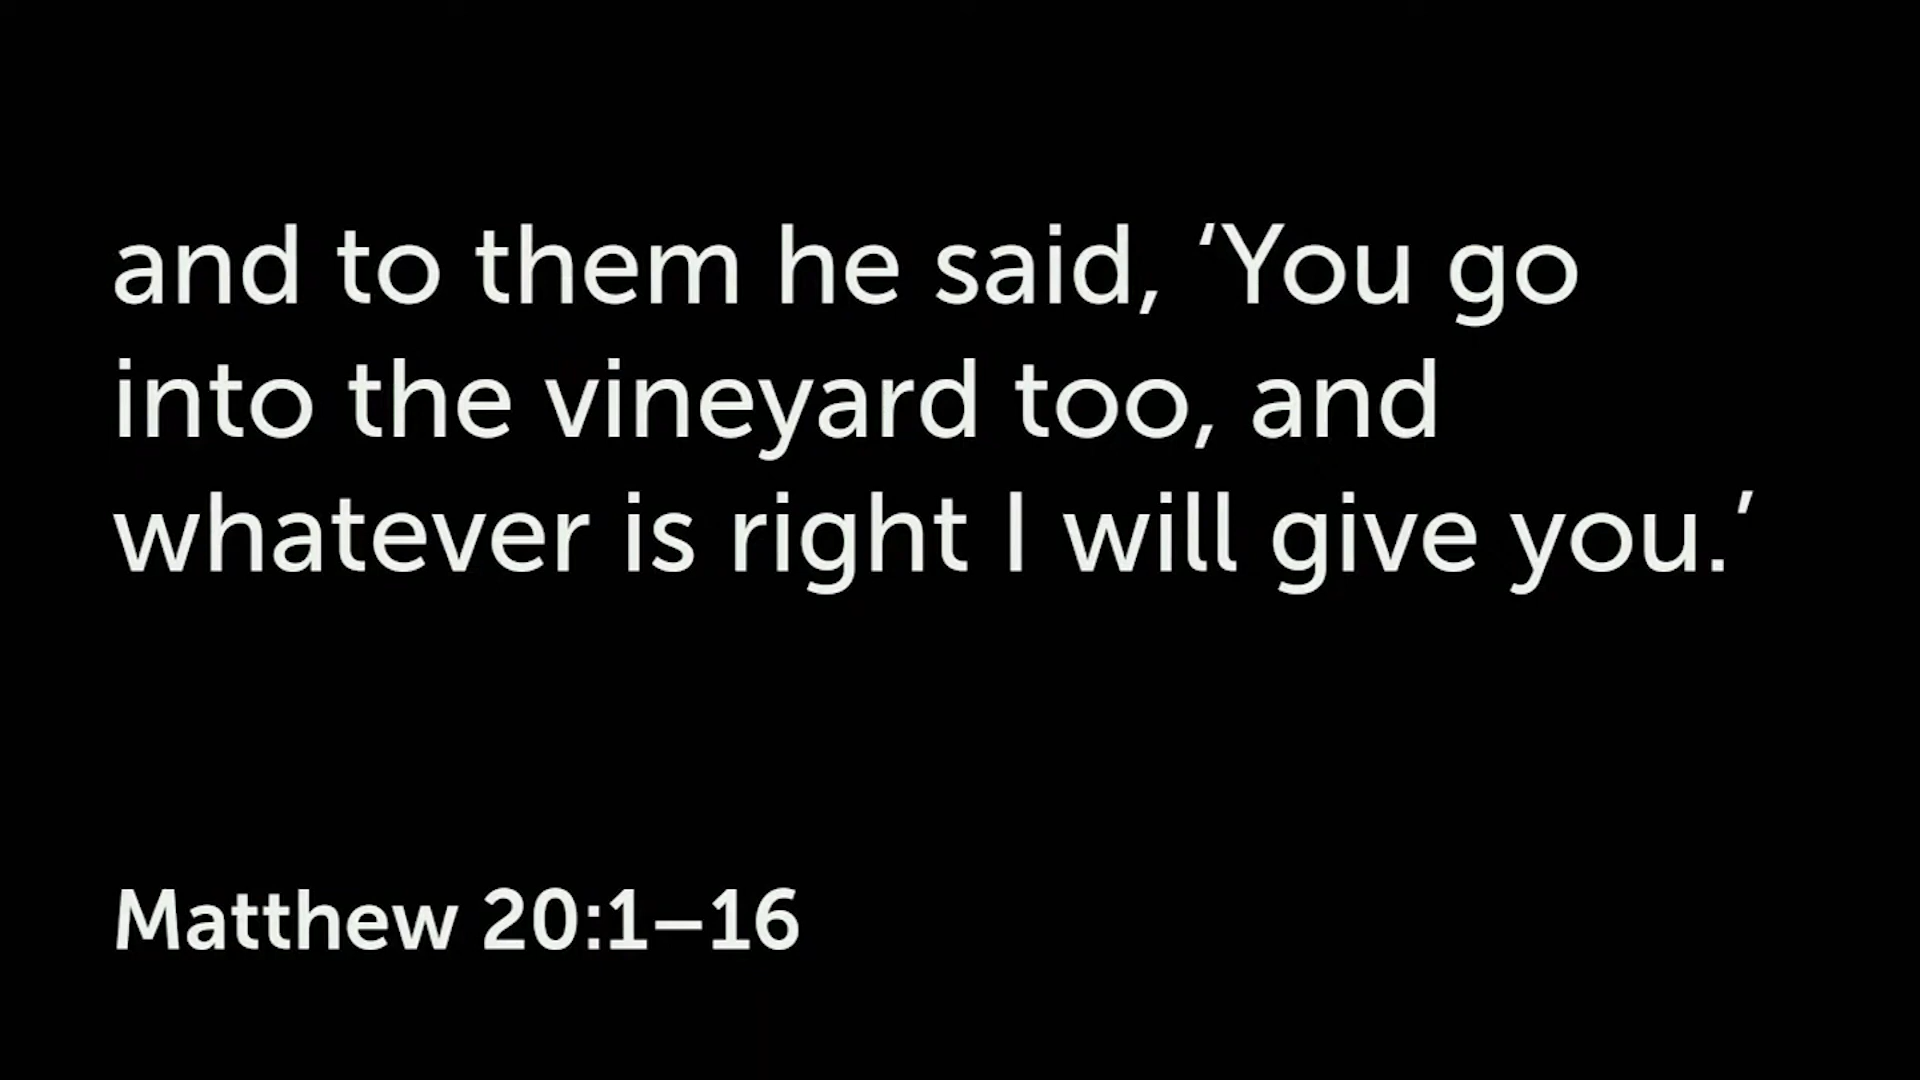 and to them he said, ‘You go
into the vineyard too, and
whatever is right I will give you.’
Matthew 20:1–16